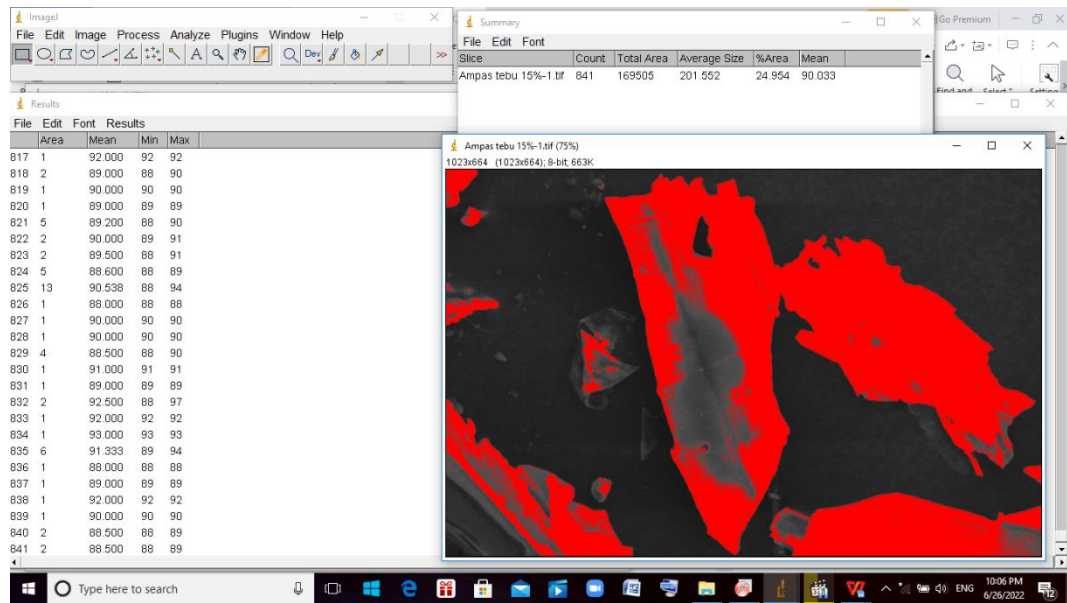 ImageJ
File Edit Image Process Analyze Plugins Window Help
Dev
Summary
File Edit Font
Slice Count Total Area Average Size %Area Mean
Ampas tebu 15%-1.tif 841 169505 201.552 24.954 90.033
Go Premium
Find and Select
Setting
Results
File Edit Font Results
Area Mean Min Max
817 1 92.000 92 92
818 2 89.000 88 90
819 1 90.000 90 90
820 1 89.000 89 89
821 5 89.200 88 90
822 2 90.000 89 91
823 2 89.500 88 91
824 5 88.600 88 89
825 13 90.538 88 94
826 1 88.000 88 88
827 1 90.000 90 90
828 1 90.000 90 90
829 4 88.500 88 90
830 1 91.000 91 91
831 1 89.000 89 89
832 2 92.500 88 97
833 1 92.000 92 92
834 1 93.000 93 93
835 6 91.333 89 94
836 1 88.000 88 88
837 1 89.000 89 89
838 1 92.000 92 92
839 1 90.000 90 90
840 2 88.500 88 89
841 2 88.500 88 89
Ampas tebu 15%-1.tif (75%)
1023x664 (1023x664); 8-bit; 663K
Type here to search
ENG
10:06 PM
6/26/2022
12